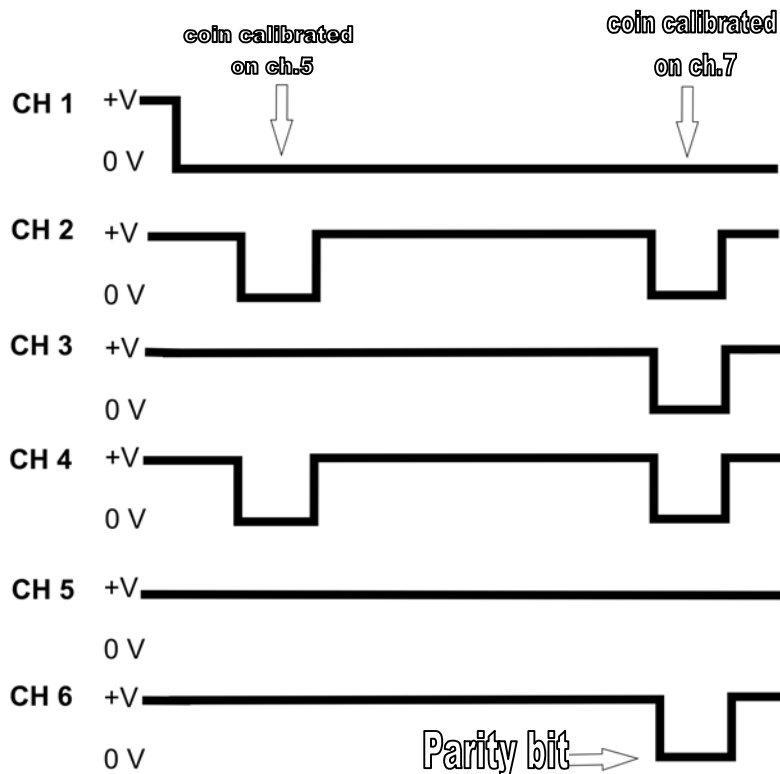 coin calibrated
on ch.5
coin calibrated
on ch.7
CH 1 +V
0 V
CH 2 +V
0 V
CH 3 +V
0 V
CH 4 +V
0 V
CH 5 +V
0 V
CH 6 +V
0 V
Parity bit